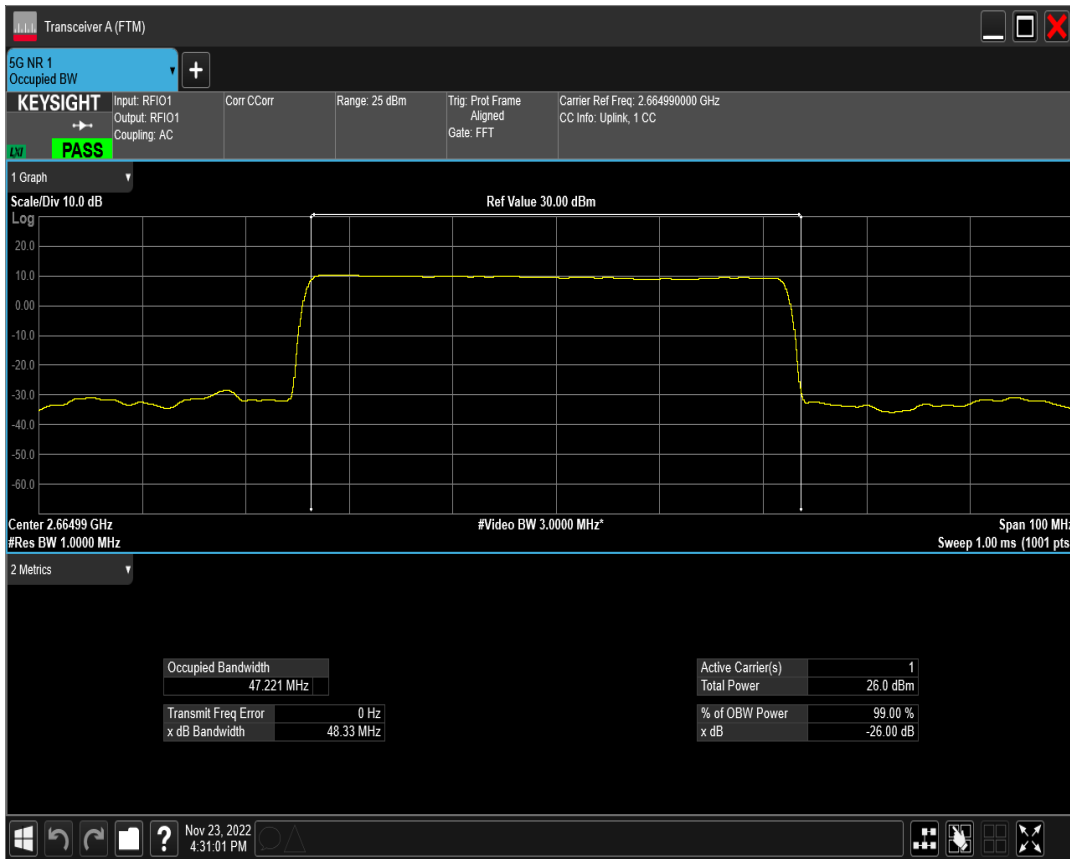 Transceiver A (FTM)
5G NR 1
Occupied BW
+
KEYSIGHT
LXI
PASS
Input: RFIO1
Output: RFIO1
Coupling: AC
Corr CCorr
Range: 25 dBm
Trig: Prot Frame
Aligned
Gate: FFT
Carrier Ref Freq: 2.664990000 GHz
CC Info: Uplink, 1 CC
1 Graph
Scale/Div 10.0 dB
Ref Value 30.00 dBm
Log
20.0
10.0
0.00
-10.0
-20.0
-30.0
-40.0
-50.0
-60.0
Center 2.66499 GHz
#Video BW 3.0000 MHz*
Span 100 MHz
#Res BW 1.0000 MHz
Sweep 1.00 ms (1001 pts
2 Metrics
Occupied Bandwidth
47.221 MHz
Transmit Freq Error 0 Hz
x dB Bandwidth 48.33 MHz
Active Carrier(s) 1
Total Power 26.0 dBm
% of OBW Power 99.00 %
x dB -26.00 dB
?
Nov 23, 2022
4:31:01 PM